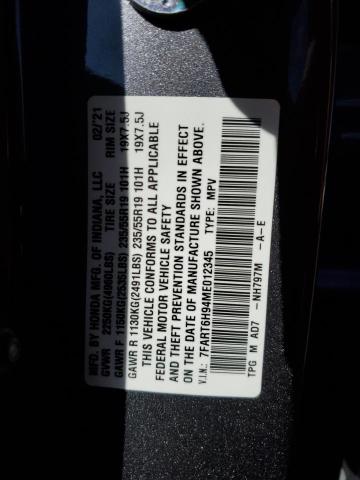 MFD. BY HONDA MFG. OF INDIANA, LLC 02/'21
GVWR 2250KG(4960LBS) TIRE SIZE RIM SIZE
GAWR F 1150KG(2535LBS) 235/55R19 101H 19X7.5J
GAWR R 1130KG(2491LBS) 235/55R19 101H 19X7.5J
THIS VEHICLE CONFORMS TO ALL APPLICABLE
FEDERAL MOTOR VEHICLE SAFETY
AND THEFT PREVENTION STANDARDS IN EFFECT
ON THE DATE OF MANUFACTURE SHOWN ABOVE.
V.I.N.: 7FART6H94ME012345 TYPE: MPV
TPG M AD7 -NH797M -A-E